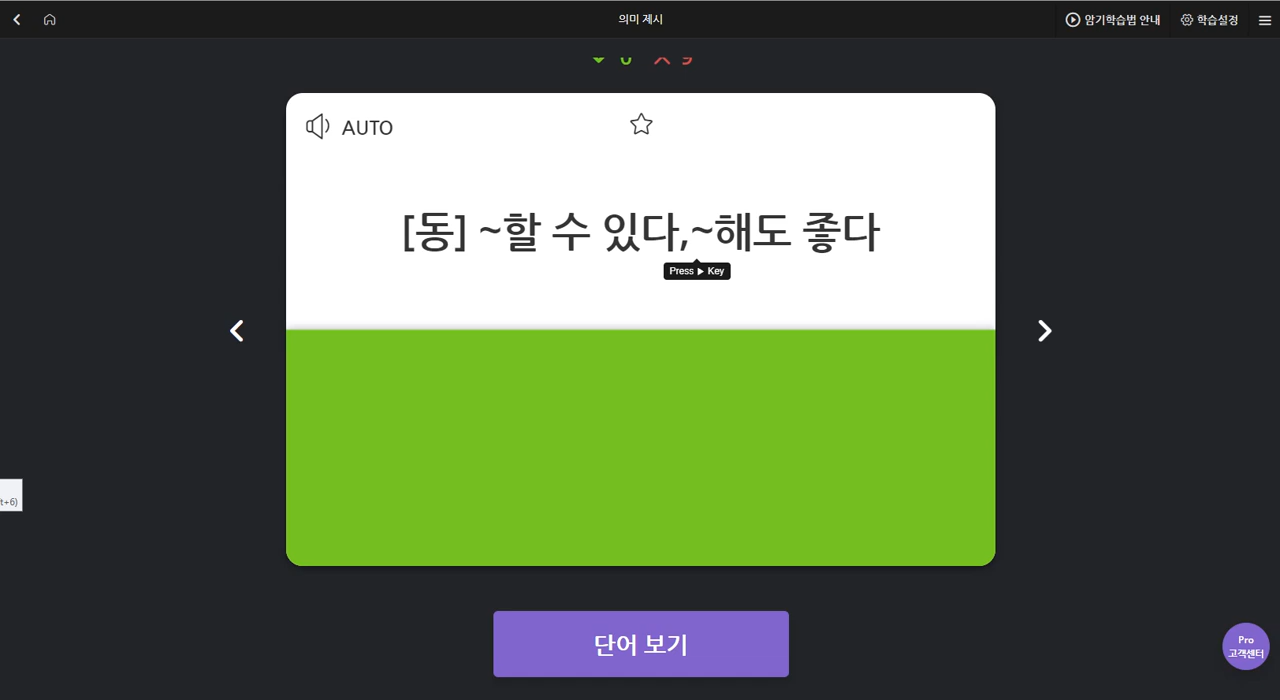 의미 제시
암기학습법 안내
학습설정
AUTO
[동] ~할 수 있다,~해도 좋다
Press ▶ Key
t+6)
단어 보기
Pro
고객센터